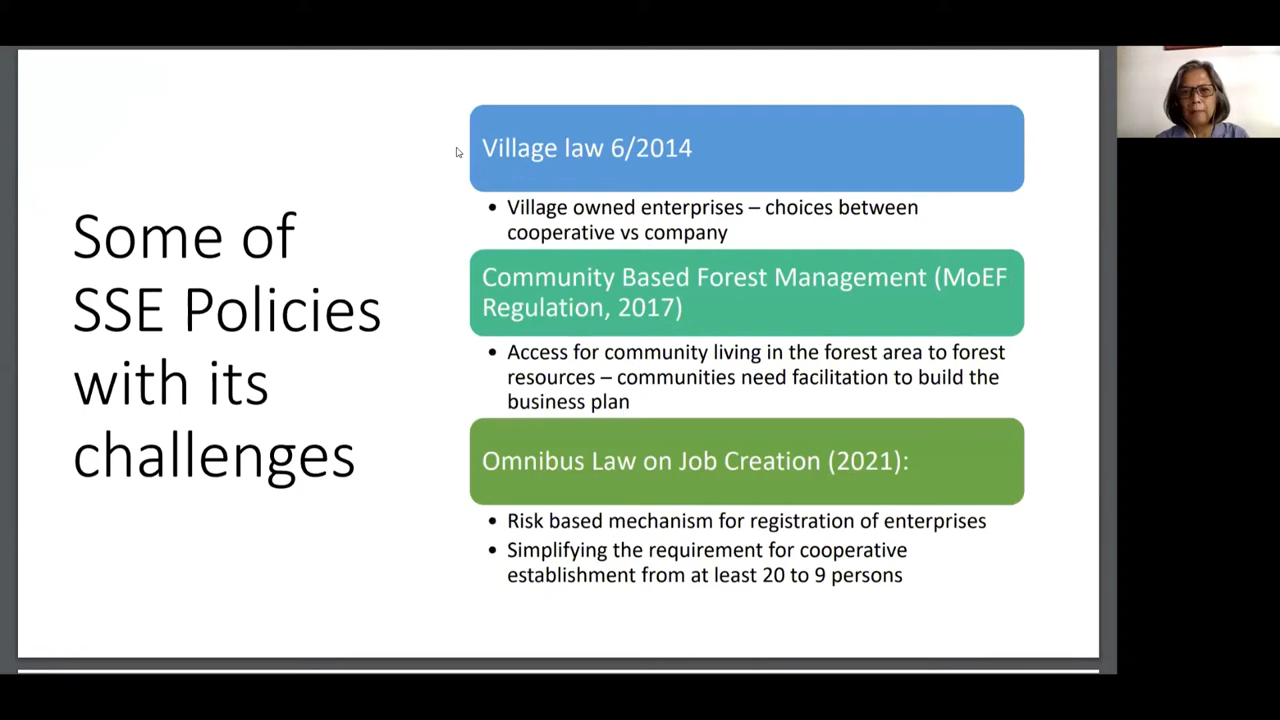 Some of
SSE Policies
with its
challenges
Village law 6/2014
• Village owned enterprises – choices between
cooperative vs company
Community Based Forest Management (MoEF
Regulation, 2017)
• Access for community living in the forest area to forest
resources – communities need facilitation to build the
business plan
Omnibus Law on Job Creation (2021):
• Risk based mechanism for registration of enterprises
• Simplifying the requirement for cooperative
establishment from at least 20 to 9 persons